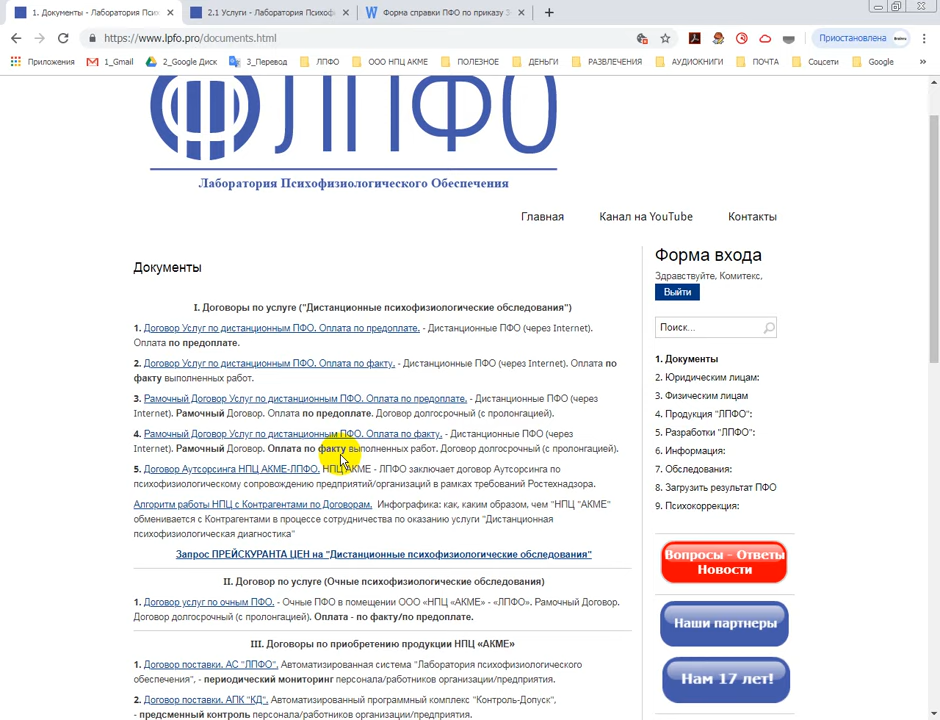 1. Документы - Лаборатория Псих
2.1 Услуги - Лаборатория Психоф
Форма справки ПФО по приказу 3
https://www.lpfo.pro/documents.html
Приостановлена
Приложения
1_Gmail
2_Google Диск
3_Перевод
ЛПФО
ООО НПЦ АКМЕ
ПОЛЕЗНОЕ
ДЕНЬГИ
РАЗВЛЕЧЕНИЯ
АУДИОКНИГИ
ПОЧТА
Соцсети
Google
»
ЛПФО
Лаборатория Психофизиологического Обеспечения
Главная
Канал на YouTube
Контакты
Документы
I. Договоры по услуге ("Дистанционные психофизиологические обследования")
1. Договор Услуг по дистанционным ПФО. Оплата по предоплате. - Дистанционные ПФО (через Internet).
Оплата по предоплате.
2. Договор Услуг по дистанционным ПФО. Оплата по факту. - Дистанционные ПФО (через Internet). Оплата по
факту выполненных работ.
3. Рамочный Договор Услуг по дистанционным ПФО. Оплата по предоплате. - Дистанционные ПФО (через
Internet). Рамочный Договор. Оплата по предоплате. Договор долгосрочный (с пролонгацией).
4. Рамочный Договор Услуг по дистанционным ПФО. Оплата по факту. - Дистанционные ПФО (через
Internet). Рамочный Договор. Оплата по факту выполненных работ. Договор долгосрочный (с пролонгацией).
5. Договор Аутсорсинга НПЦ АКМЕ-ЛПФО. НПЦ АКМЕ - ЛПФО заключает договор Аутсорсинга по
психофизиологическому сопровождению предприятий/организаций в рамках требований Ростехнадзора.
Алгоритм работы НПЦ с Контрагентами по Договорам. Инфографика: как, каким образом, чем "НПЦ "АКМЕ"
обменивается с Контрагентами в процессе сотрудничества по оказанию услуги "Дистанционная
психофизиологическая диагностика"
Запрос ПРЕЙСКУРАНТА ЦЕН на "Дистанционные психофизиологические обследования"
II. Договор по услуге (Очные психофизиологические обследования)
1. Договор услуг по очным ПФО. - Очные ПФО в помещении ООО «НПЦ «АКМЕ» - «ЛПФО». Рамочный Договор.
Договор долгосрочный (с пролонгацией). Оплата - по факту/по предоплате.
III. Договоры по приобретению продукции НПЦ «АКМЕ»
1. Договор поставки. АС "ЛПФО". Автоматизированная система "Лаборатория психофизиологического
обеспечения", - периодический мониторинг персонала/работников организации/предприятия.
2. Договор поставки. АПК "КД". Автоматизированный программный комплекс "Контроль-Допуск",
- предсменный контроль персонала/работников организации/предприятия.
Форма входа
Здравствуйте, Комитекс,
Выйти
Поиск...
1. Документы
2. Юридическим лицам:
3. Физическим лицам
4. Продукция "ЛПФО":
5. Разработки "ЛПФО":
6. Информация:
7. Обследования:
8. Загрузить результат ПФО
9. Психокоррекция:
Вопросы - Ответы
Новости
Наши партнеры
Нам 17 лет!